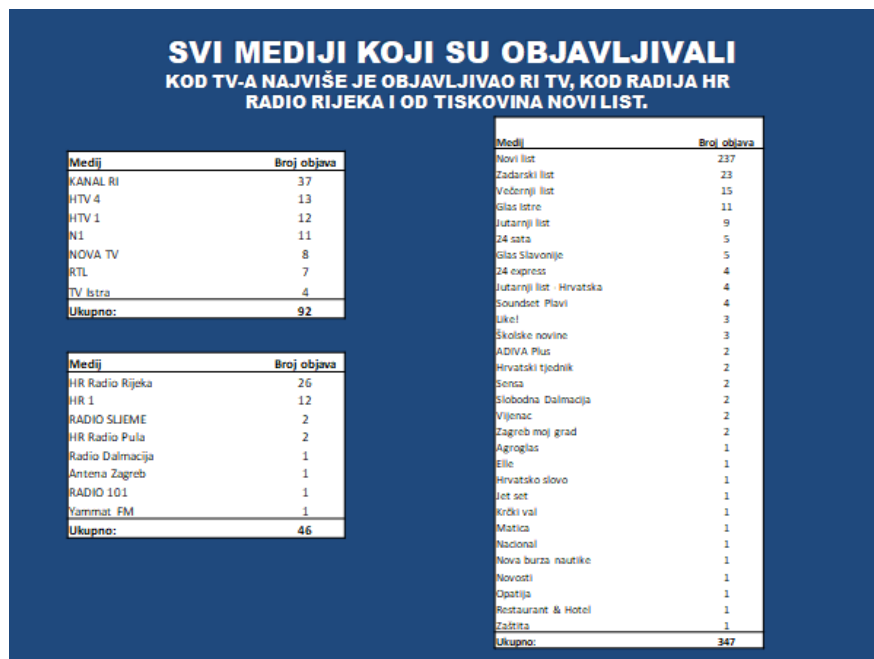 SVI MEDIJI KOJI SU OBJAVLJIVALI
KOD TV-A NAJVIŠE JE OBJAVLJIVAO RI TV, KOD RADIJA HR
RADIO RIJEKA I OD TISKOVINA NOVI LIST.
Medij Broj objava
KANAL RI 37
HTV 4 13
HTV 1 12
N1 11
NOVA TV 8
RTL 7
TV Istra 4
Ukupno: 92
Medij Broj objava
HR Radio Rijeka 26
HR 1 12
RADIO SLJEME 2
HR Radio Pula 2
Radio Dalmacija 1
Antena Zagreb 1
RADIO 101 1
Yammat FM 1
Ukupno: 46
Medij Broj objava
Novi list 237
Zadarski list 23
Večernji list 15
Glas Istre 11
Jutarnji list 9
24 sata 5
Glas Slavonije 5
24 express 4
Jutarnji list - Hrvatska 4
Soundset Plavi 4
Like! 3
Školske novine 3
ADIVA Plus 2
Hrvatski tjednik 2
Sensa 2
Slobodna Dalmacija 2
Vijenac 2
Zagreb moj grad 2
Agroglas 1
Elle 1
Hrvatsko slovo 1
Jet set 1
Krčki val 1
Matica 1
Nacional 1
Nova burza nautike 1
Novosti 1
Opatija 1
Restaurant & Hotel 1
Zaštita 1
Ukupno: 347